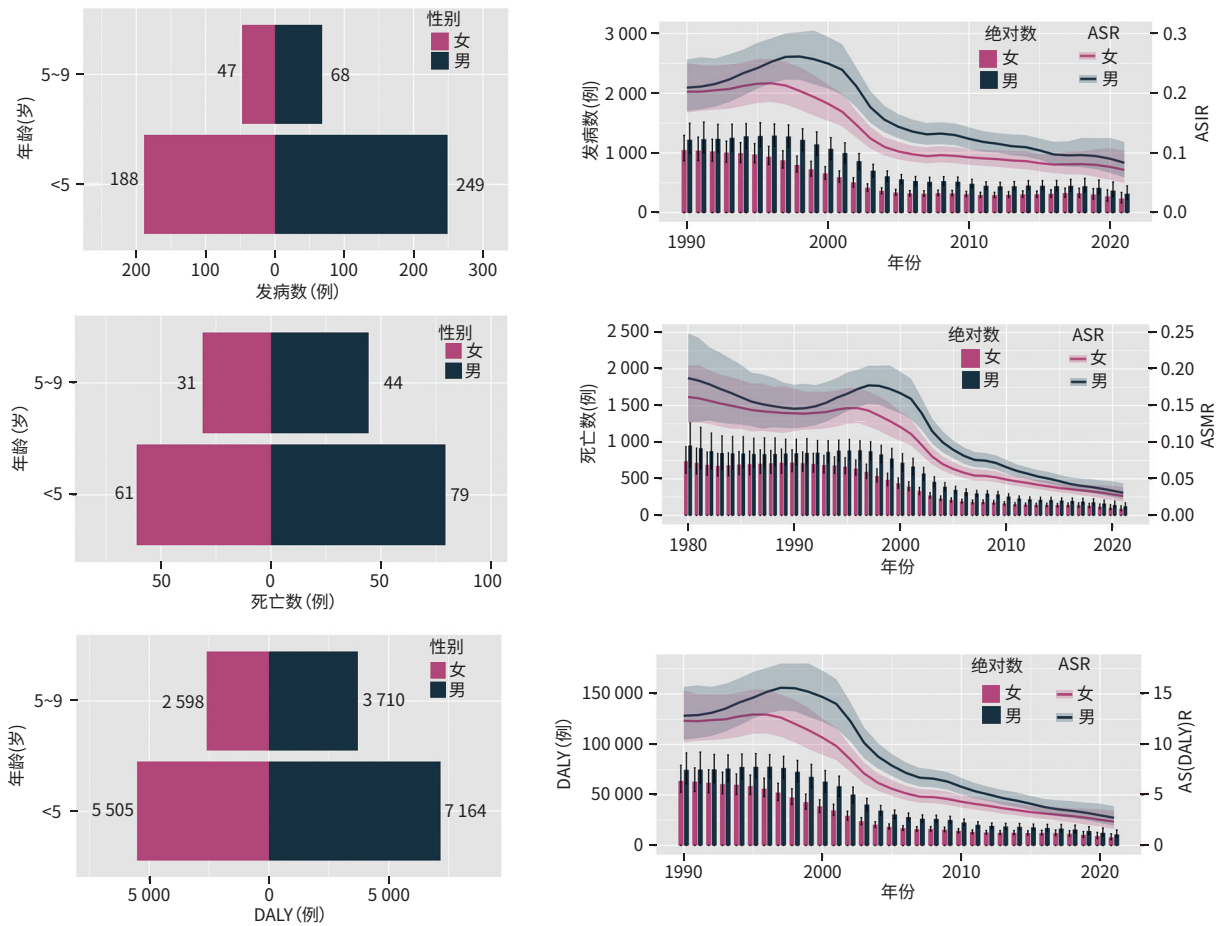 性别
女
男
5~9
47
68
<5
188
249
年龄(岁)
200
100
0
100
200
300
发病数(例)
3 000
2 000
1 000
0
发病数(例)
绝对数
女
男
ASR
女
男
0.3
0.2
0.1
0.0
ASIR
1990
2000
2010
2020
年份
性别
女
男
5~9
31
44
<5
61
79
年龄(岁)
50
0
50
100
死亡数(例)
2 500
2 000
1 500
1 000
500
0
死亡数(例)
绝对数
女
男
ASR
女
男
0.25
0.20
0.15
0.10
0.05
0.00
ASMR
1980
1990
2000
2010
2020
年份
性别
女
男
5~9
2 598
3 710
<5
5 505
7 164
年龄(岁)
5 000
0
5 000
DALY(例)
150 000
100 000
50 000
0
DALY(例)
绝对数
女
男
ASR
女
男
15
10
5
0
AS(DALY)R
1990
2000
2010
2020
年份